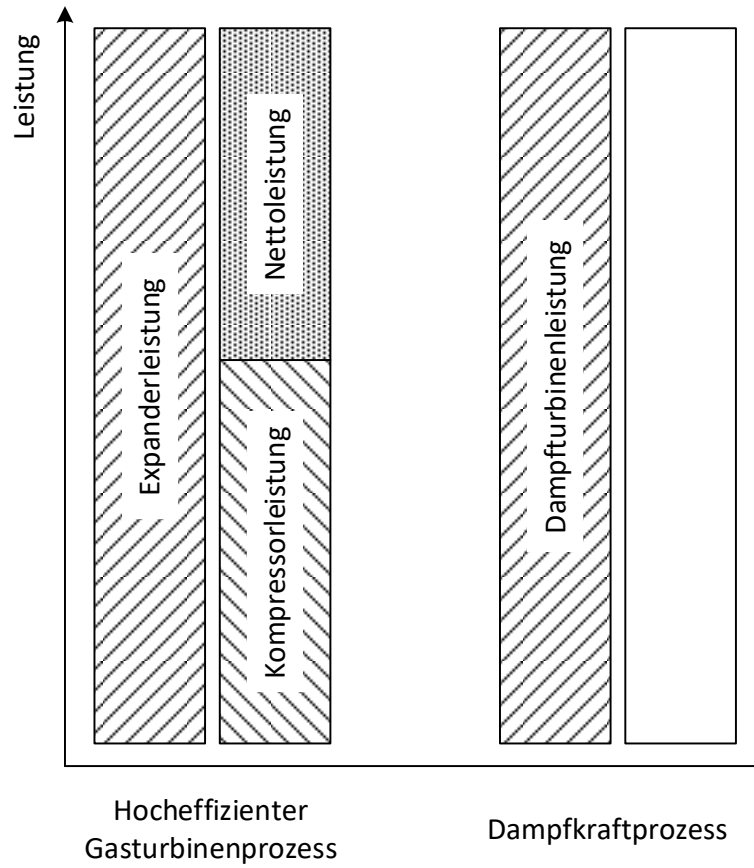 Leistung
Expanderleistung
Nettoleistung
Kompressorleistung
Dampfturbinenleistung
Hocheffizienter
Gasturbinenprozess
Dampfkraftprozess